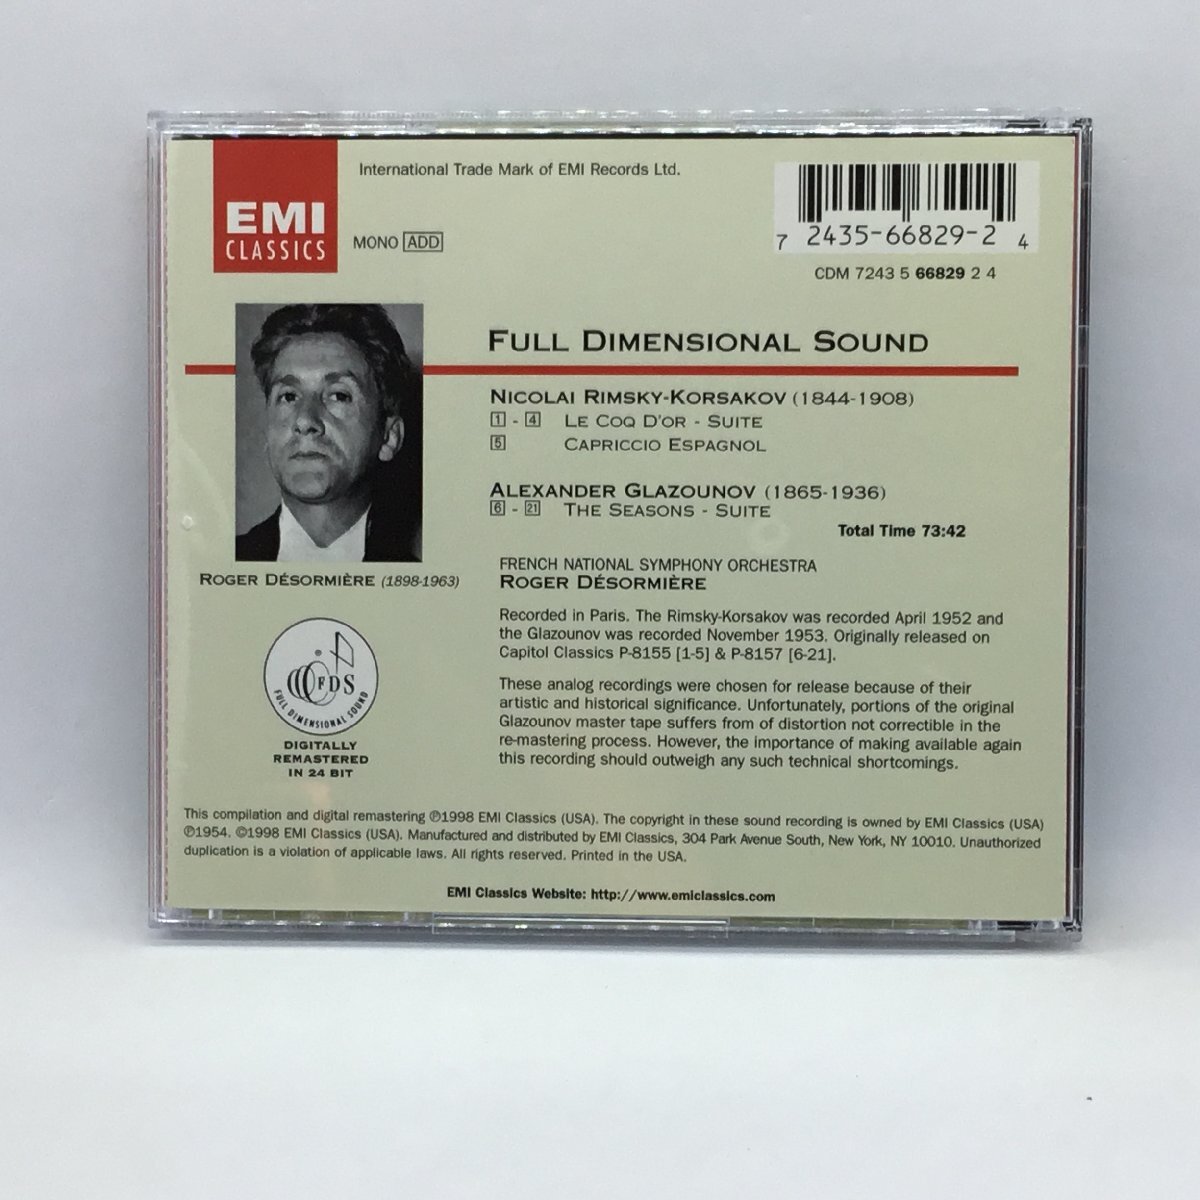 International Trade Mark of EMI Records Ltd.
EMI
CLASSICS
MONO ADD
7 2435-66829-2 4
CDM 7243 5 66829 2 4
FULL DIMENSIONAL SOUND
NICOLAI RIMSKY-KORSAKOV (1844-1908)
1 - 4 LE COQ D'OR - SUITE
5 CAPRICCIO ESPAGNOL
ALEXANDER GLAZOUNOV (1865-1936)
6 - 21 THE SEASONS - SUITE
Total Time 73:42
FRENCH NATIONAL SYMPHONY ORCHESTRA
ROGER DÉSORMIÈRE
ROGER DÉSORMIÈRE (1898-1963)
Recorded in Paris. The Rimsky-Korsakov was recorded April 1952 and
the Glazounov was recorded November 1953. Originally released on
Capitol Classics P-8155 [1-5] & P-8157 [6-21].
These analog recordings were chosen for release because of their
artistic and historical significance. Unfortunately, portions of the original
Glazounov master tape suffers from of distortion not correctible in the
re-mastering process. However, the importance of making available again
this recording should outweigh any such technical shortcomings.
®
FDS
FULL DIMENSIONAL SOUND
DIGITALLY
REMASTERED
IN 24 BIT
This compilation and digital remastering ℗1998 EMI Classics (USA). The copyright in these sound recording is owned by EMI Classics (USA)
℗1954. ©1998 EMI Classics (USA). Manufactured and distributed by EMI Classics, 304 Park Avenue South, New York, NY 10010. Unauthorized
duplication is a violation of applicable laws. All rights reserved. Printed in the USA.
EMI Classics Website: http://www.emiclassics.com